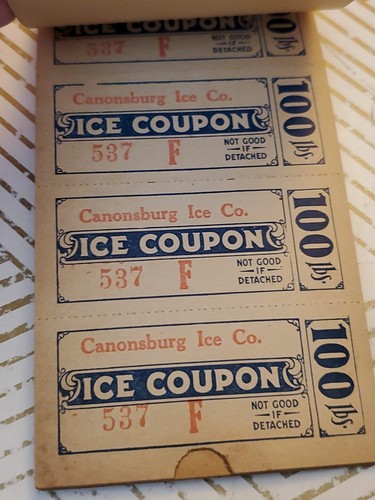 ICE COUPON
537 F NOT GOOD
IF
DETACHED
100 lbs.
Canonsburg Ice Co.
ICE COUPON
537 F NOT GOOD
IF
DETACHED
100 lbs.
Canonsburg Ice Co.
ICE COUPON
537 F NOT GOOD
IF
DETACHED
100 lbs.
Canonsburg Ice Co.
ICE COUPON
537 F NOT GOOD
IF
DETACHED
100 lbs.